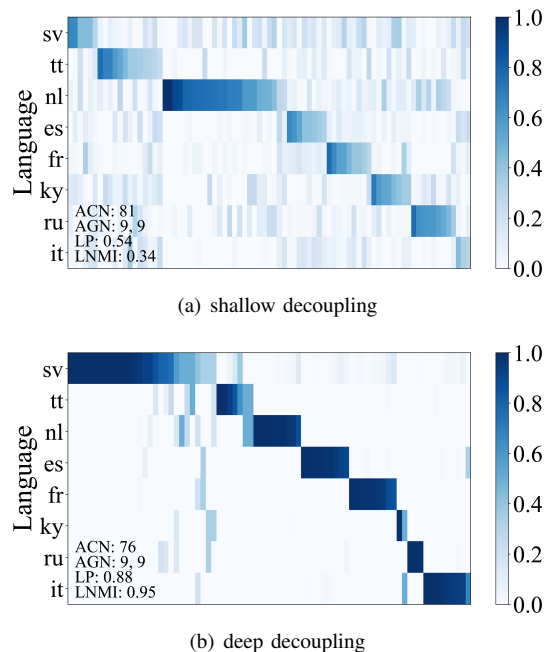 sv
tt
nl
es
fr
ky
ru
it
Language
ACN: 81
AGN: 9, 9
LP: 0.54
LNMI: 0.34
1.0
0.8
0.6
0.4
0.2
0.0
(a) shallow decoupling
sv
tt
nl
es
fr
ky
ru
it
Language
ACN: 76
AGN: 9, 9
LP: 0.88
LNMI: 0.95
1.0
0.8
0.6
0.4
0.2
0.0
(b) deep decoupling